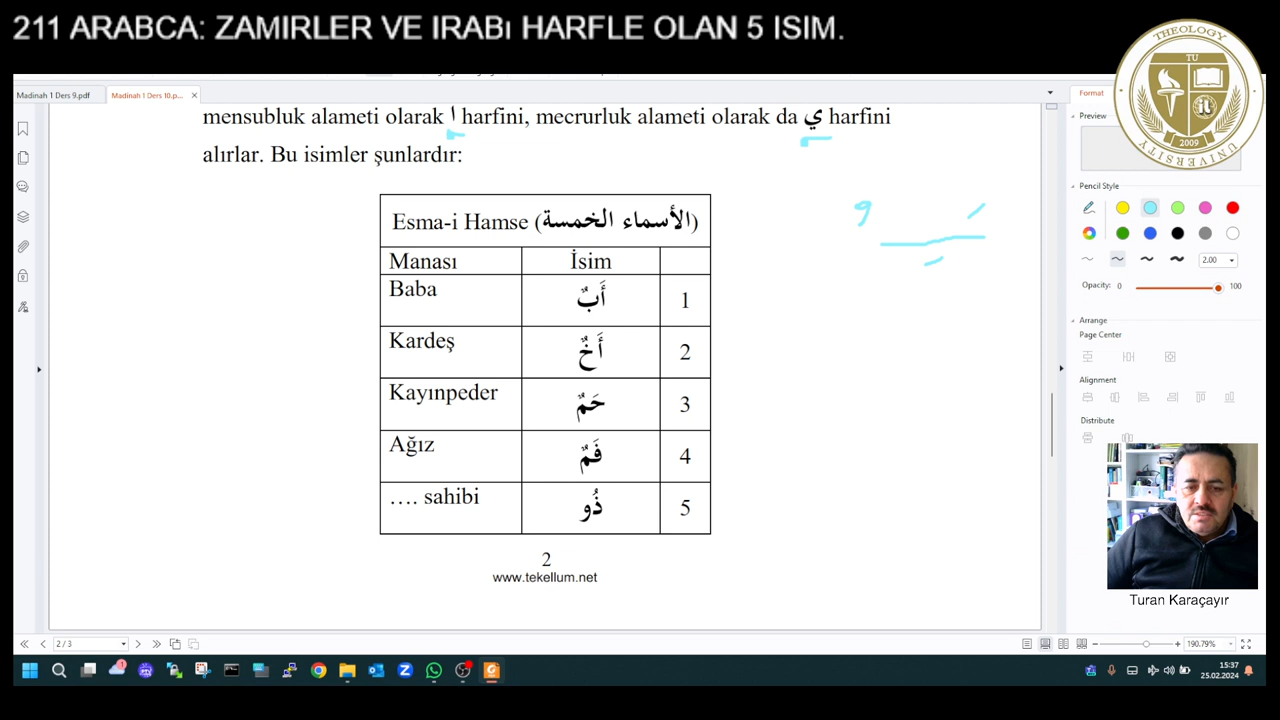 211 ARABCA: ZAMIRLER VE IRABı HARFLE OLAN 5 ISIM.
THEOLOGY
TU
2009
UNIVERSITY
Madinah 1 Ders 9.pdf
Madinah 1 Ders 10.p...
Format
Preview
mensubluk alameti olarak ا harfini, mecrurluk alameti olarak da ي harfini
alırlar. Bu isimler şunlardır:
Esma-i Hamse (الأسماء الخمسة)
Manası İsim
Baba أَبٌ 1
Kardeş أَخٌ 2
Kayınpeder حَمٌ 3
Ağız فَمٌ 4
.... sahibi ذُو 5
2
www.tekellum.net
و
Pencil Style
2.00
Opacity: 0 100
Arrange
Page Center
Alignment
Distribute
Turan Karaçayır
2/3
190.79%
15:37
25.02.2024